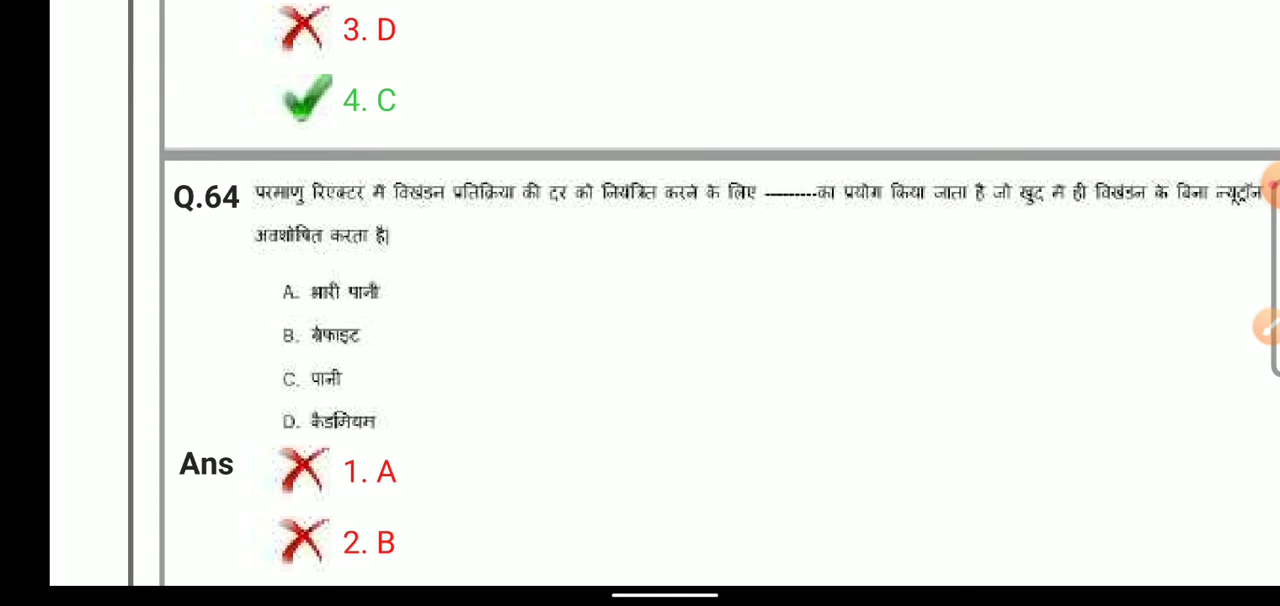 3. D
4. C
Q.64 परमाणु रिएक्टर में विखंडन प्रतिक्रिया की दर को नियंत्रित करने के लिए ---------का प्रयोग किया जाता है जो खुद में ही विखंडन के बिना न्यूट्रॉन
अवशोषित करता है|
A. भारी पानी
B. ग्रेफाइट
C. पानी
D. कैडमियम
Ans 1. A
2. B